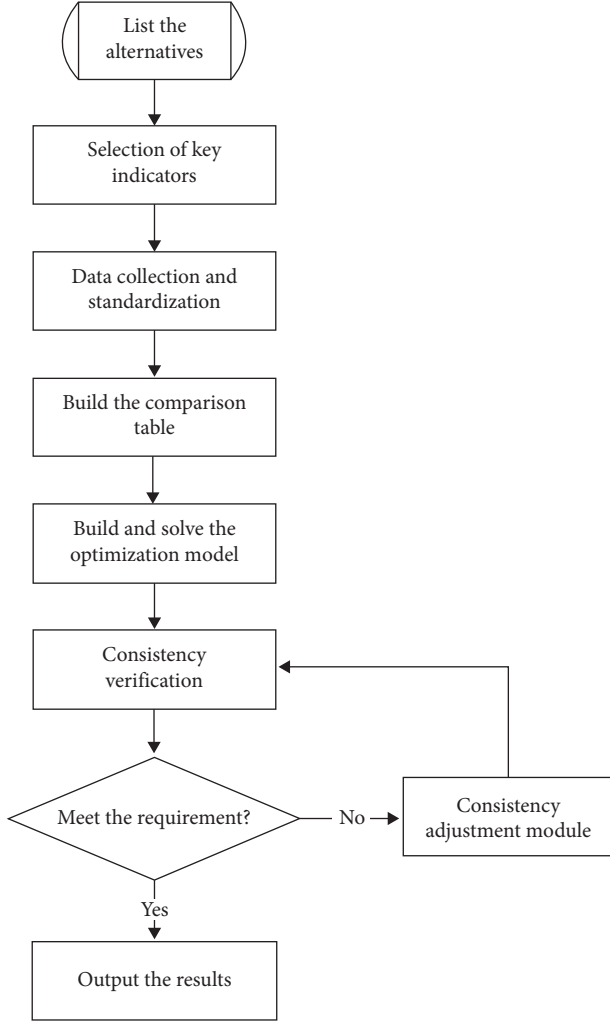 List the
alternatives
Selection of key
indicators
Data collection and
standardization
Build the comparison
table
Build and solve the
optimization model
Consistency
verification
Meet the requirement?
No
Consistency
adjustment module
Yes
Output the results